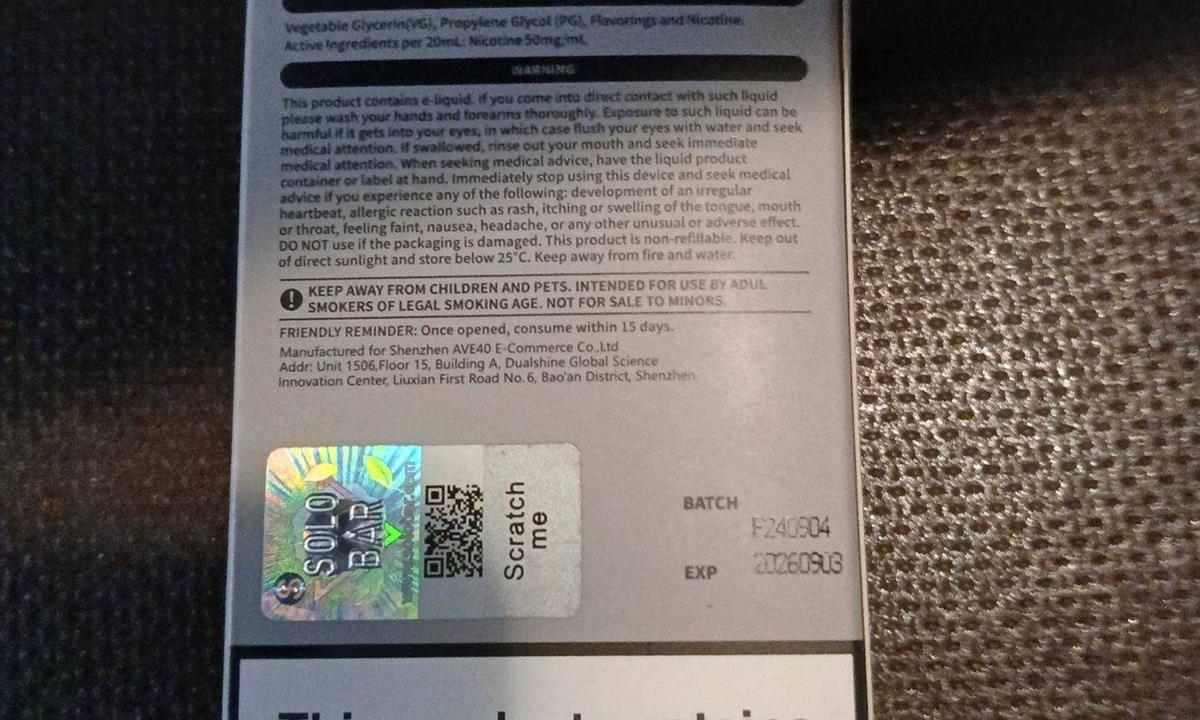 Vegetable Glycerin(VG), Propylene Glycol (PG), Flavorings and Nicotine.
Active Ingredients per 20mL: Nicotine 50mg/mL
WARNING
This product contains e-liquid. If you come into direct contact with such liquid
please wash your hands and forearms thoroughly. Exposure to such liquid can be
harmful if it gets into your eyes, in which case flush your eyes with water and seek
medical attention. If swallowed, rinse out your mouth and seek immediate
medical attention. When seeking medical advice, have the liquid product
container or label at hand. Immediately stop using this device and seek medical
advice if you experience any of the following: development of an irregular
heartbeat, allergic reaction such as rash, itching or swelling of the tongue, mouth
or throat, feeling faint, nausea, headache, or any other unusual or adverse effect.
DO NOT use if the packaging is damaged. This product is non-refillable. Keep out
of direct sunlight and store below 25°C. Keep away from fire and water.
KEEP AWAY FROM CHILDREN AND PETS. INTENDED FOR USE BY ADUL
SMOKERS OF LEGAL SMOKING AGE. NOT FOR SALE TO MINORS.
FRIENDLY REMINDER: Once opened, consume within 15 days.
Manufactured for Shenzhen AVE40 E-Commerce Co.,Ltd
Addr: Unit 1506,Floor 15, Building A, Dualshine Global Science
Innovation Center, Liuxian First Road No.6, Bao'an District, Shenzhen
SOLO
BAR
Scratch
me
BATCH
F240904
EXP
20260903